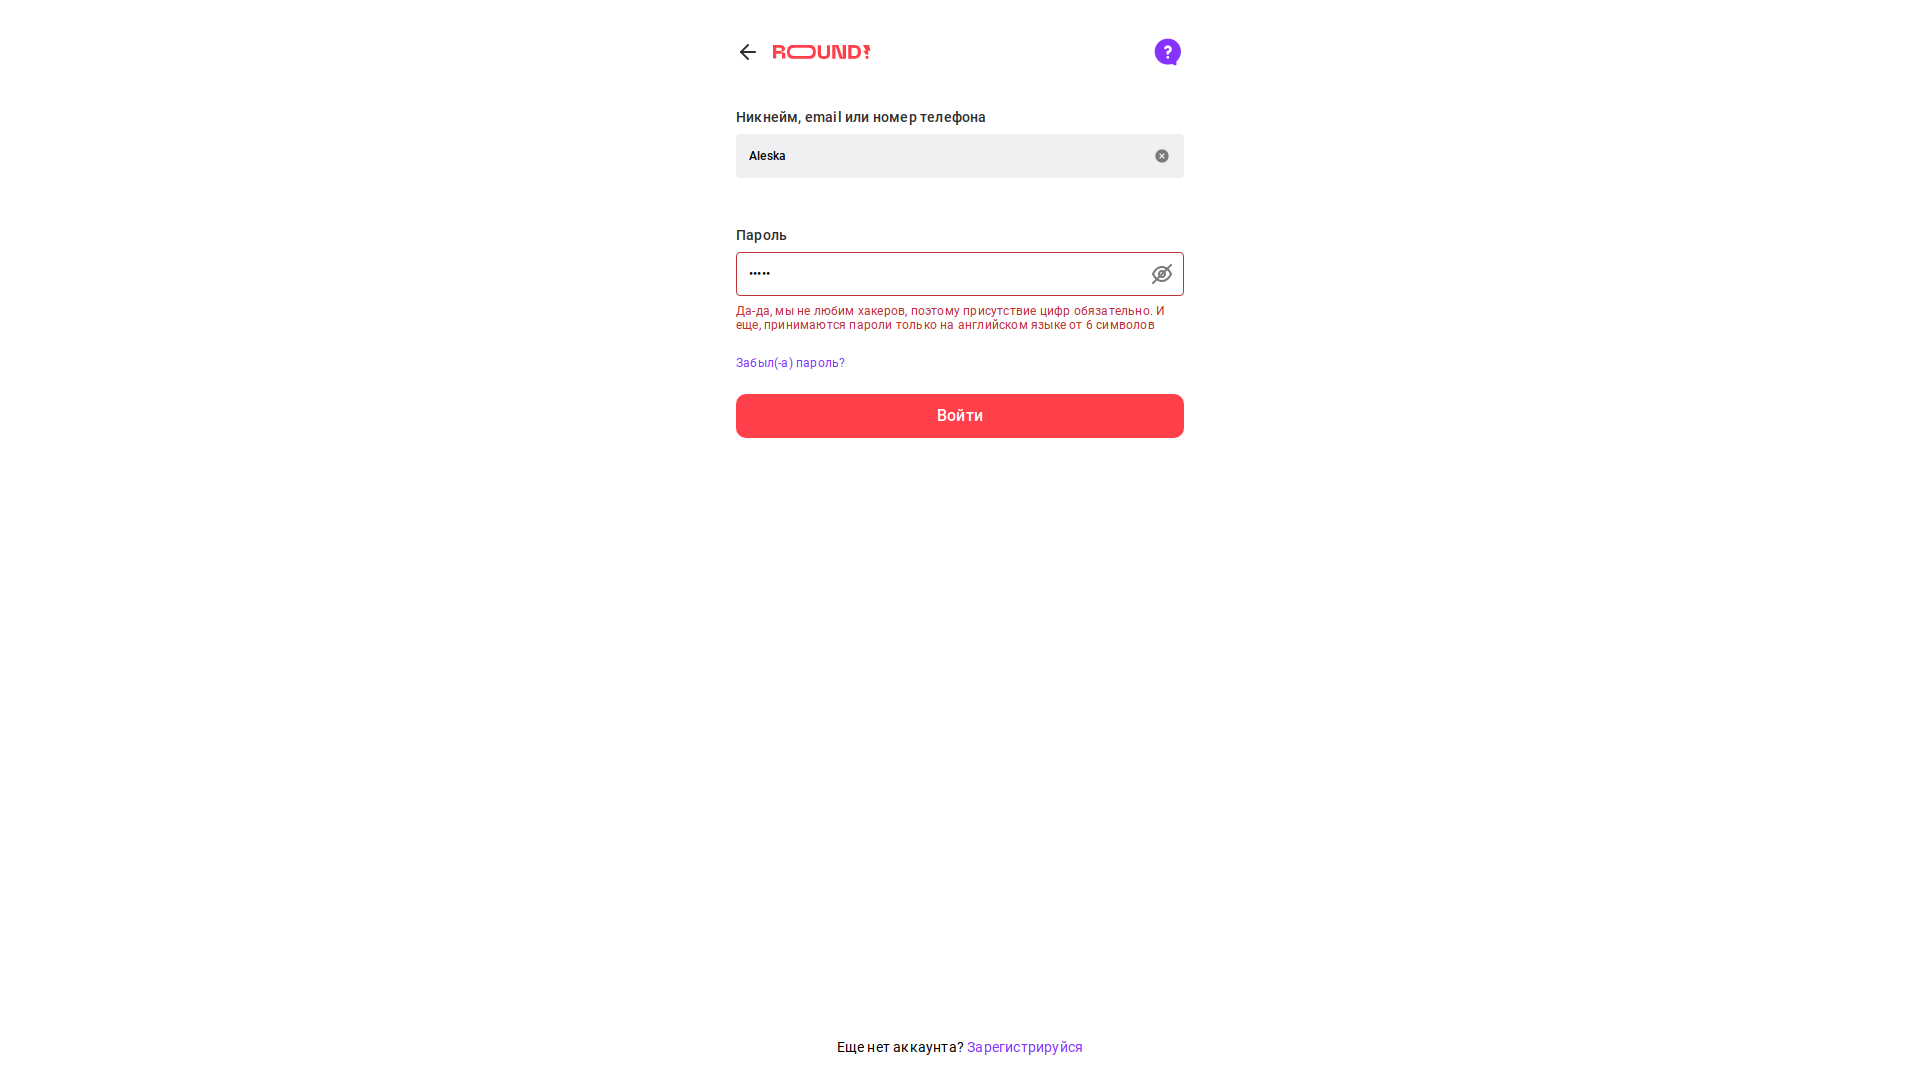 ROUND!
Никнейм, email или номер телефона
Aleska
Пароль
•••••
Да-да, мы не любим хакеров, поэтому присутствие цифр обязательно. И
еще, принимаются пароли только на английском языке от 6 символов
Забыл(-а) пароль?
Войти
Еще нет аккаунта? Зарегистрируйся